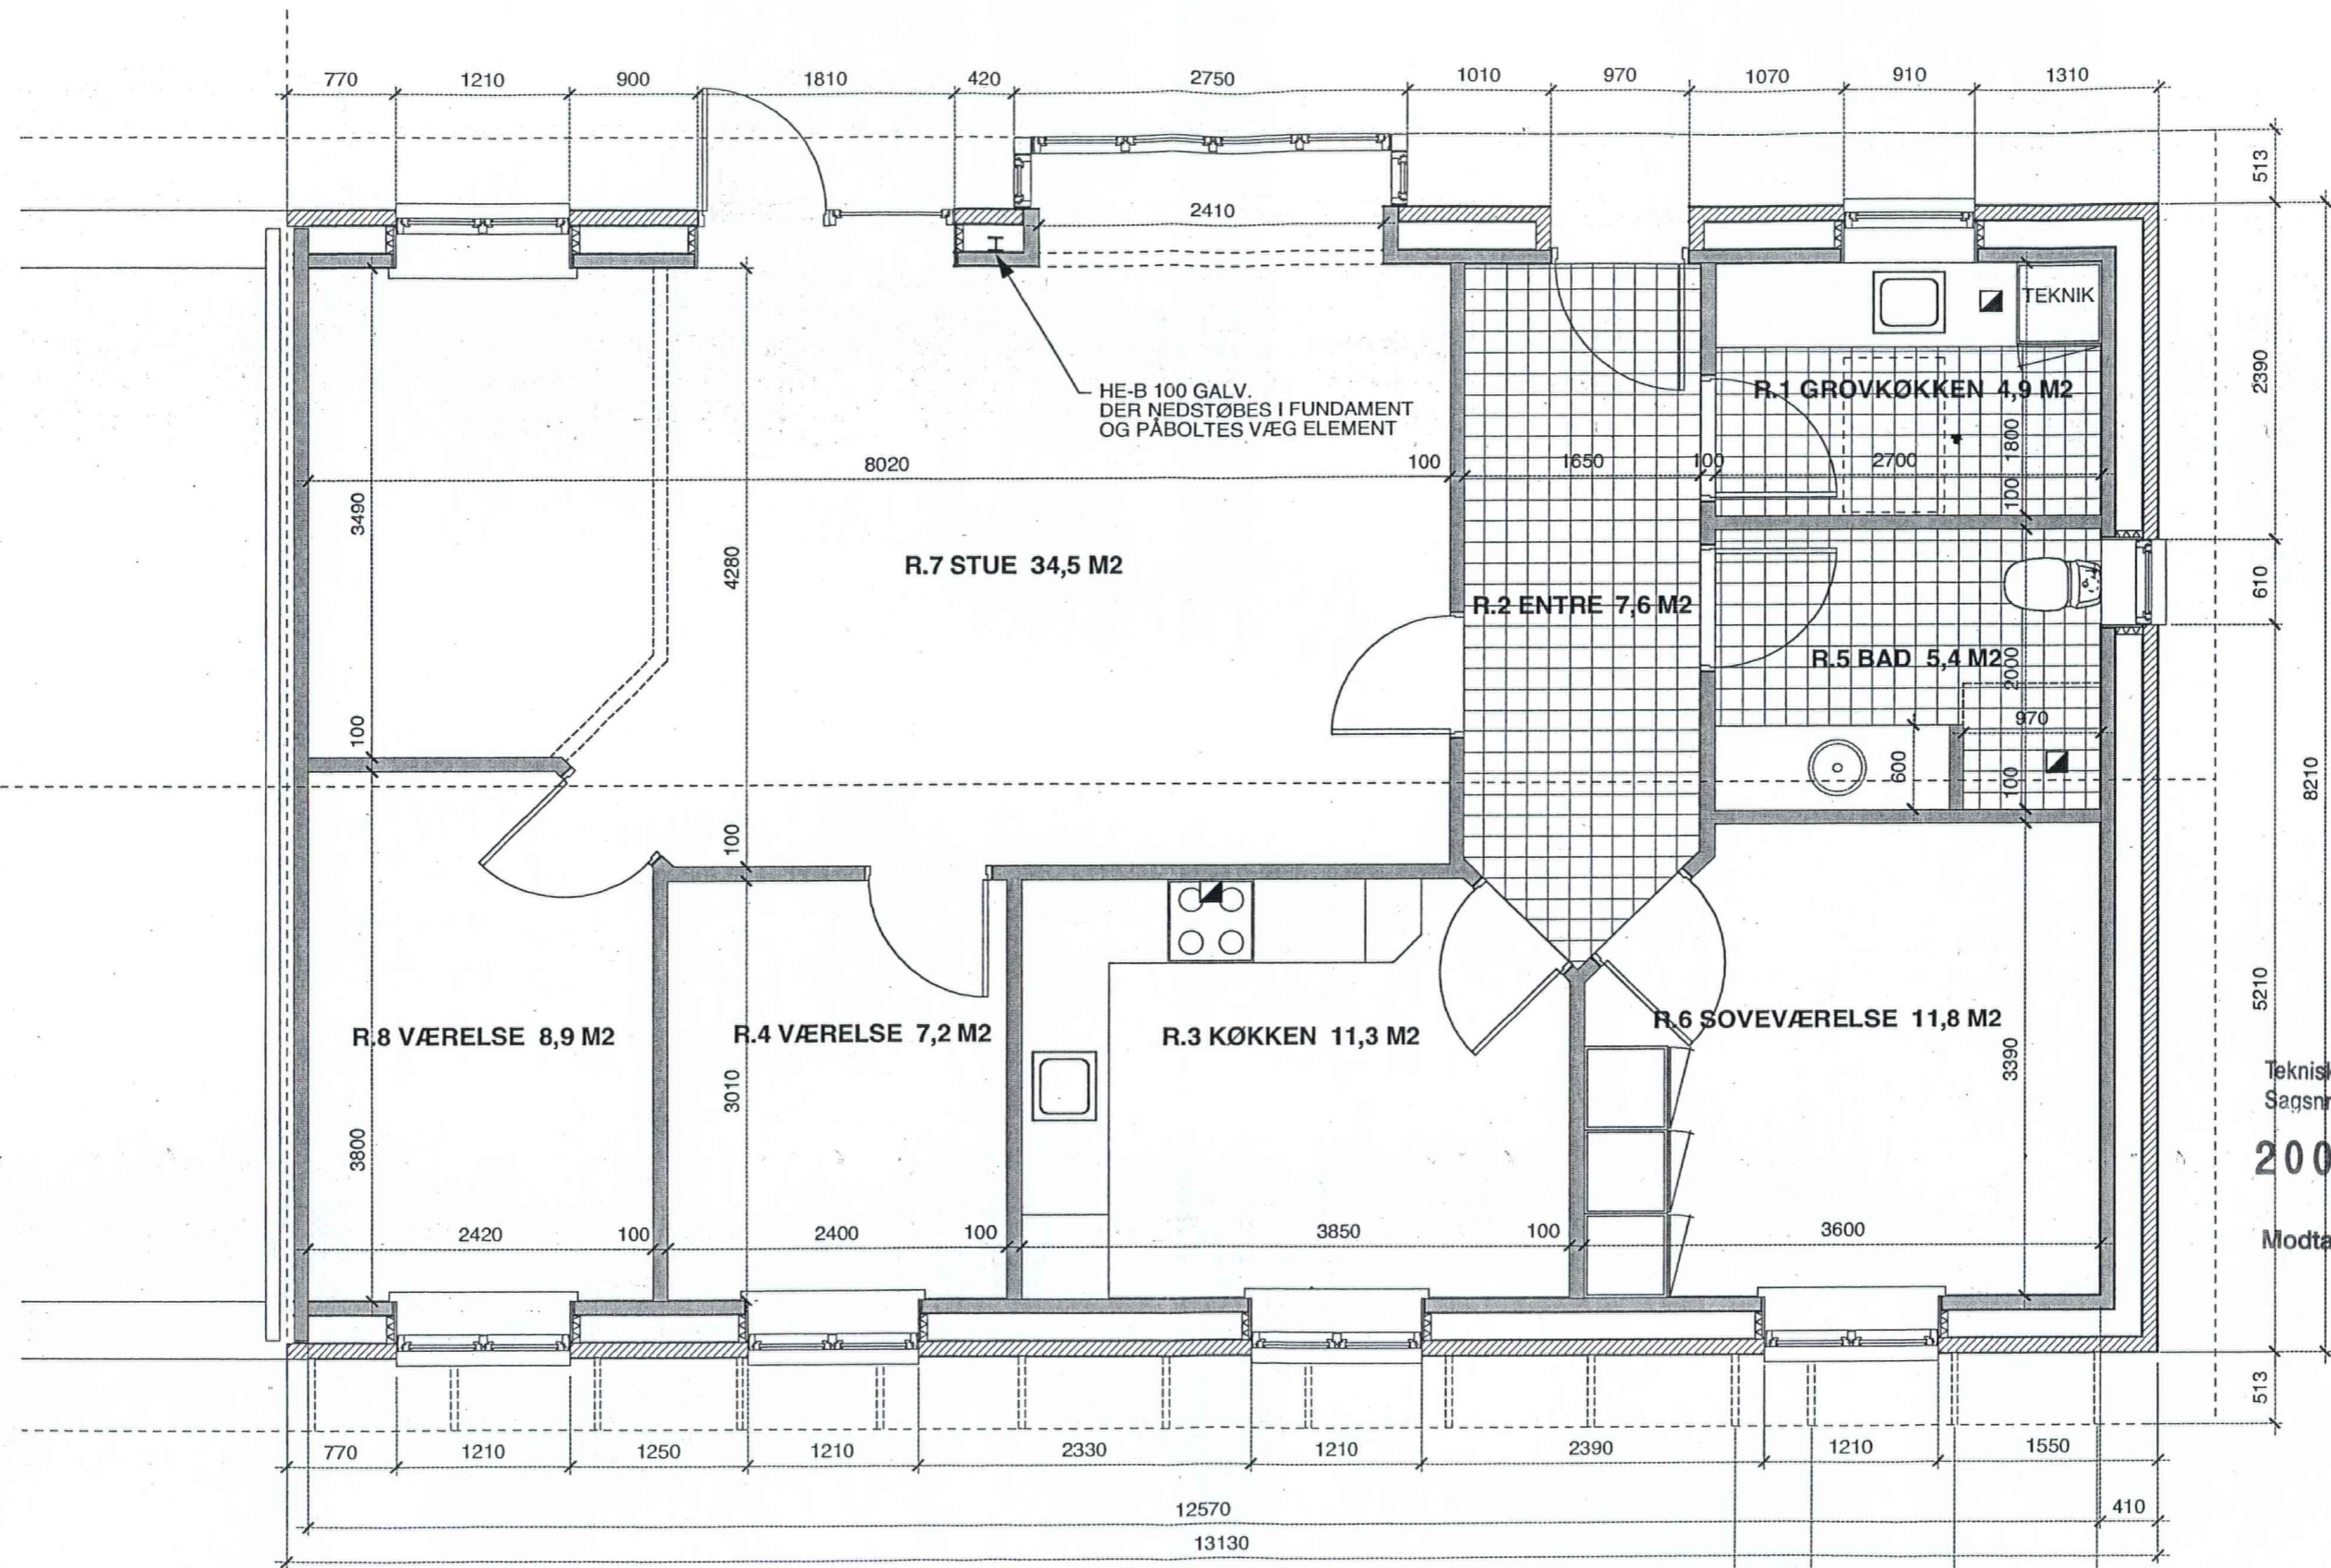 770 1210 900 1810 420 2750 1010 970 1070 910 1310
513
2410
TEKNIK
HE-B 100 GALV.
DER NEDSTØBES I FUNDAMENT
OG PÅBOLTES VÆG ELEMENT
R.1 GROVKØKKEN 4,9 M2
2390
1800
8020 100 1650 100 2700
100
3490
4280
R.7 STUE 34,5 M2
610
R.2 ENTRE 7,6 M2
R.5 BAD 5,4 M2
2000
970
100
600
100
8210
100
5210
R.8 VÆRELSE 8,9 M2
R.4 VÆRELSE 7,2 M2
R.3 KØKKEN 11,3 M2
R.6 SOVEVÆRELSE 11,8 M2
3390
3010
3800
Sagsnr
200
2420 100 2400 100 3850 100 3600
513
770 1210 1250 1210 2330 1210 2390 1210 1550
12570 410
13130